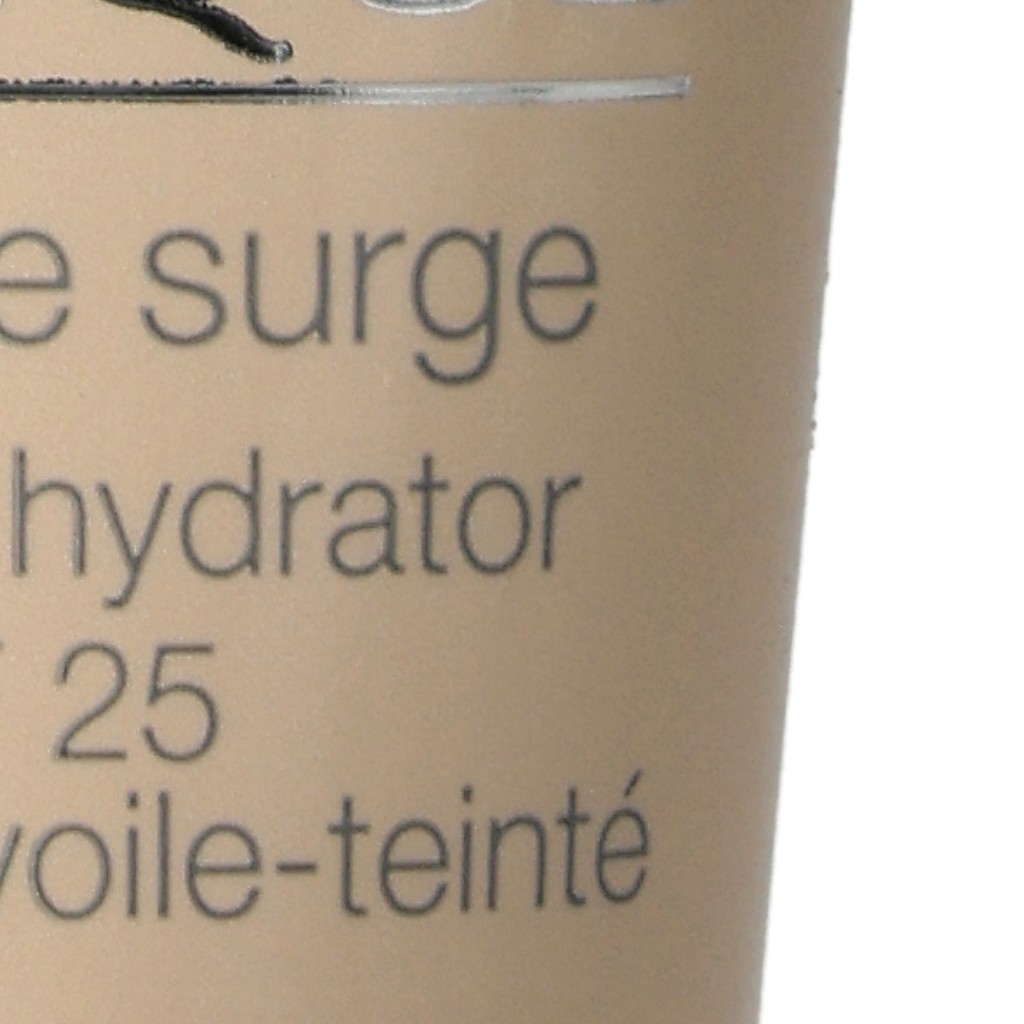 e surge
hydrator
25
voile-teinté